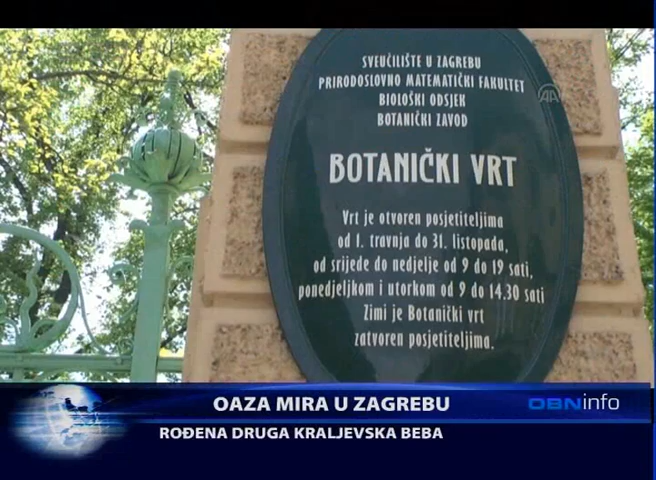 SVEUČILIŠTE U ZAGREBU
PRIRODOSLOVNO MATEMATIČKI FAKULTET
BIOLOŠKI ODSJEK
BOTANIČKI ZAVOD
BOTANIČKI VRT
Vrt je otvoren posjetiteljima
od 1. travnja do 31. listopada,
od srijede do nedjelje od 9 do 19 sati,
ponedjeljkom i utorkom od 9 do 14.30 sati
Zimi je Botanički vrt
zatvoren posjetiteljima.
AA
OAZA MIRA U ZAGREBU
OBNinfo
ROĐENA DRUGA KRALJEVSKA BEBA